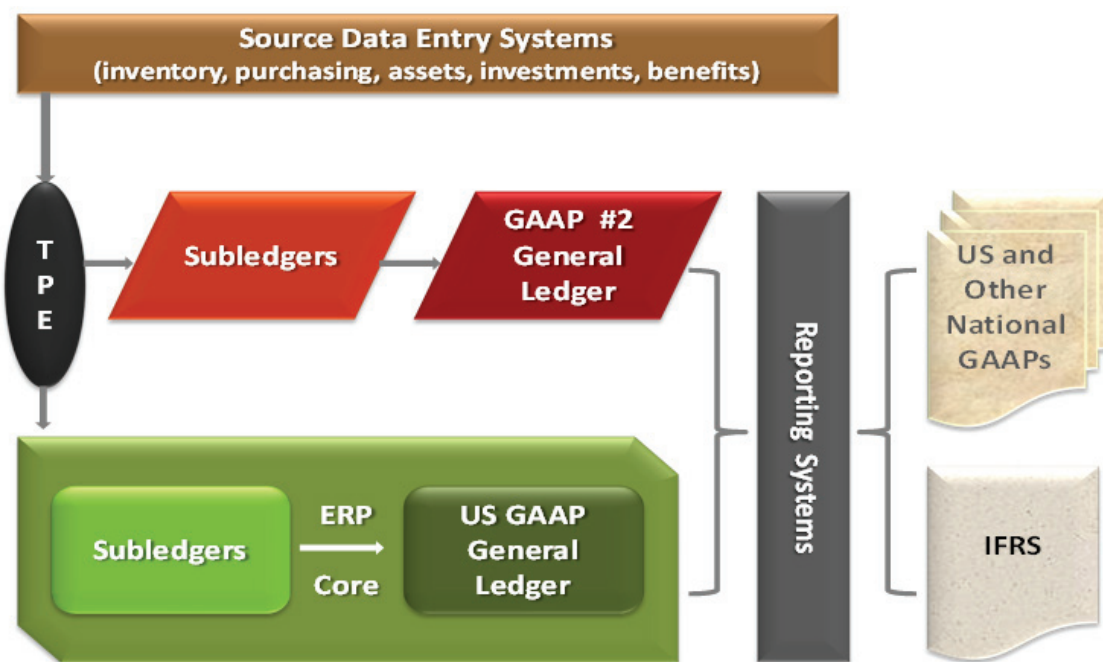 Source Data Entry Systems
(inventory, purchasing, assets, investments, benefits)
T
P
E
Subledgers
GAAP #2
General
Ledger
Reporting Systems
US and
Other
National
GAAPs
Subledgers
ERP
Core
US GAAP
General
Ledger
IFRS